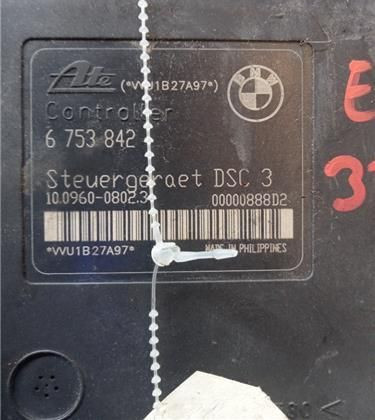 Ate (*VVU1B27A97*) BMW
Controller
6 753 842
Steuergeraet DSC 3
10.0960-0802.3 00000888D2
*VVU1B27A97* MADE IN PHILIPPINES
E
3